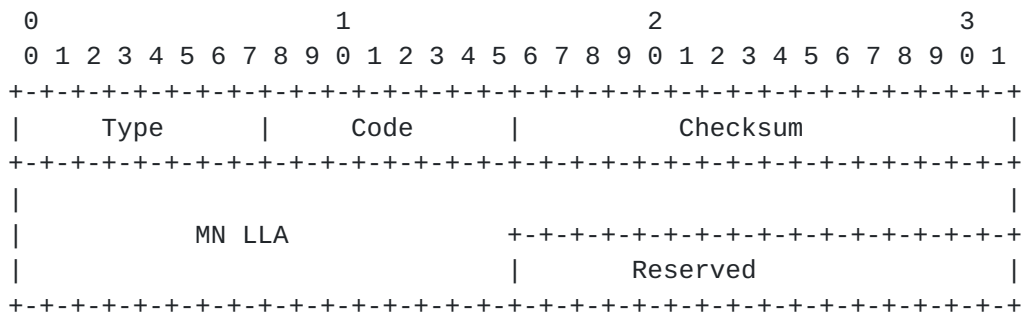 0                   1                   2                   3
 0 1 2 3 4 5 6 7 8 9 0 1 2 3 4 5 6 7 8 9 0 1 2 3 4 5 6 7 8 9 0 1
+-+-+-+-+-+-+-+-+-+-+-+-+-+-+-+-+-+-+-+-+-+-+-+-+-+-+-+-+-+-+-+-+
|     Type      |     Code      |          Checksum             |
+-+-+-+-+-+-+-+-+-+-+-+-+-+-+-+-+-+-+-+-+-+-+-+-+-+-+-+-+-+-+-+-+
|                                                               |
|           MN LLA              +-+-+-+-+-+-+-+-+-+-+-+-+-+-+-+-+
|                               |       Reserved                |
+-+-+-+-+-+-+-+-+-+-+-+-+-+-+-+-+-+-+-+-+-+-+-+-+-+-+-+-+-+-+-+-+